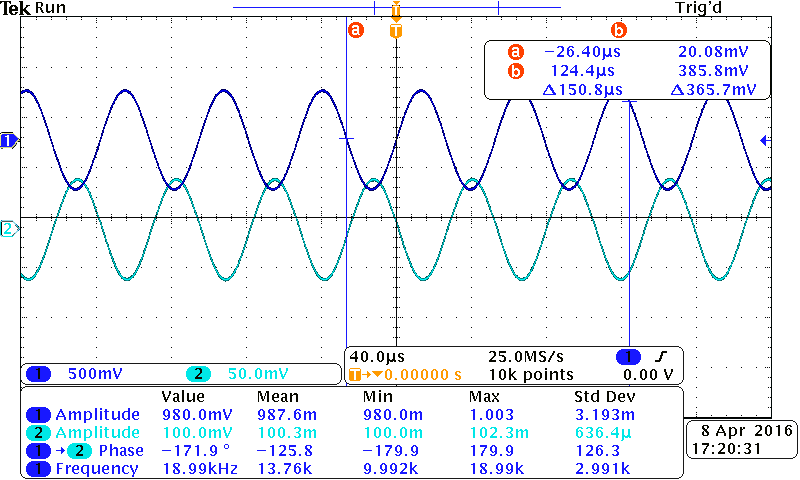 Tek Run Trig'd
T
a b
T
a −26.40µs 20.08mV
b 124.4µs 385.8mV
Δ150.8µs Δ365.7mV
1
2
1 500mV 2 50.0mV
40.0µs 25.0MS/s 1
T 0.00000 s 10k points 0.00 V
Value Mean Min Max Std Dev
1 Amplitude 980.0mV 987.6m 980.0m 1.003 3.193m
2 Amplitude 100.0mV 100.3m 100.0m 102.3m 636.4µ
1 → 2 Phase −171.9 ° −125.8 −179.9 179.9 126.3
1 Frequency 18.99kHz 13.76k 9.992k 18.99k 2.991k
8 Apr 2016
17:20:31